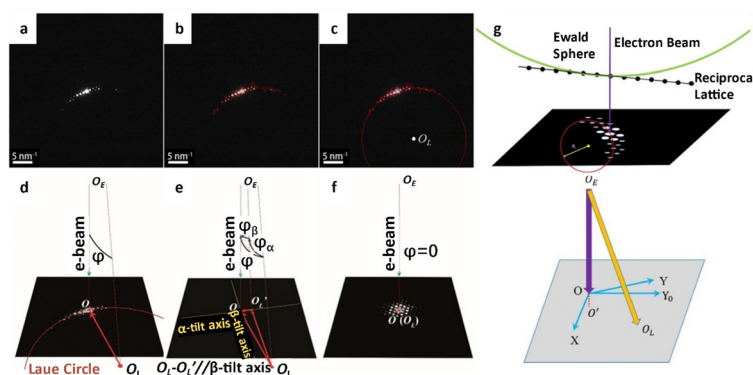 a
5 nm⁻¹
b
5 nm⁻¹
c
O_L
5 nm⁻¹
d
O_E
e-beam
φ
O
Laue Circle
O_L
e
O_E
e-beam
φ_β
φ_α
φ
O
O_L'
α-tilt axis
β-tilt axis
O_L
O_L-O_L'//β-tilt axis
f
O_E
e-beam
φ=0
O (O_L)
g
Ewald
Sphere
Electron Beam
Reciproca
Lattice
O_E
O
O'
Y
Y₀
X
O_L